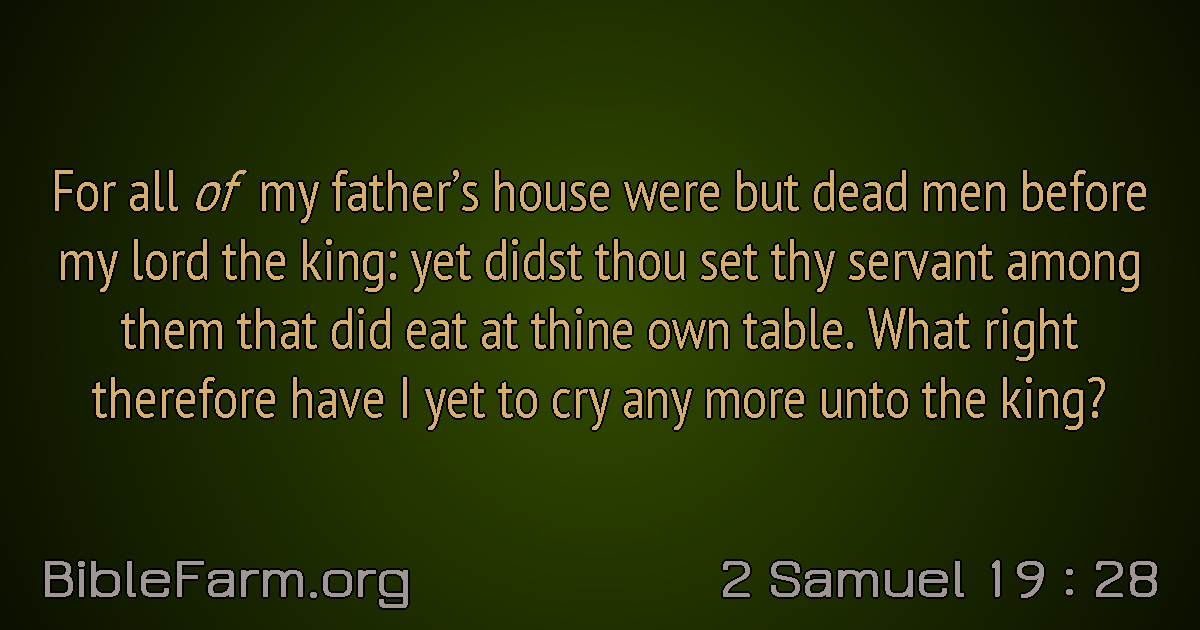 For all of my father’s house were but dead men before
my lord the king: yet didst thou set thy servant among
them that did eat at thine own table. What right
therefore have I yet to cry any more unto the king?
BibleFarm.org
2 Samuel 19 : 28